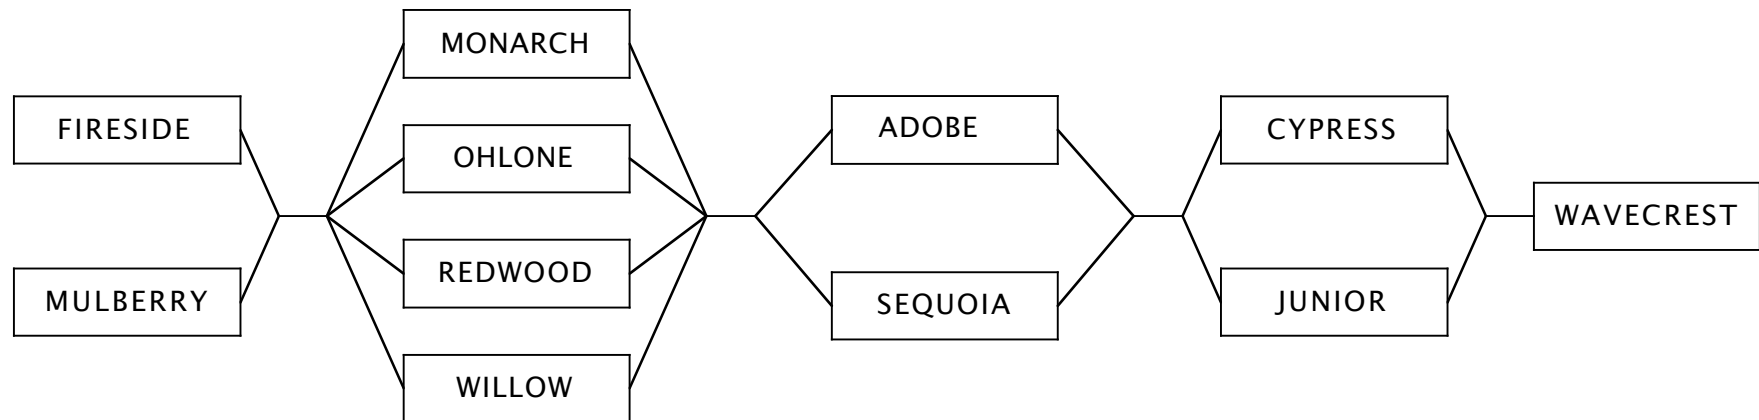 FIRESIDE
MULBERRY
MONARCH
OHLONE
REDWOOD
WILLOW
ADOBE
SEQUOIA
CYPRESS
JUNIOR
WAVECREST